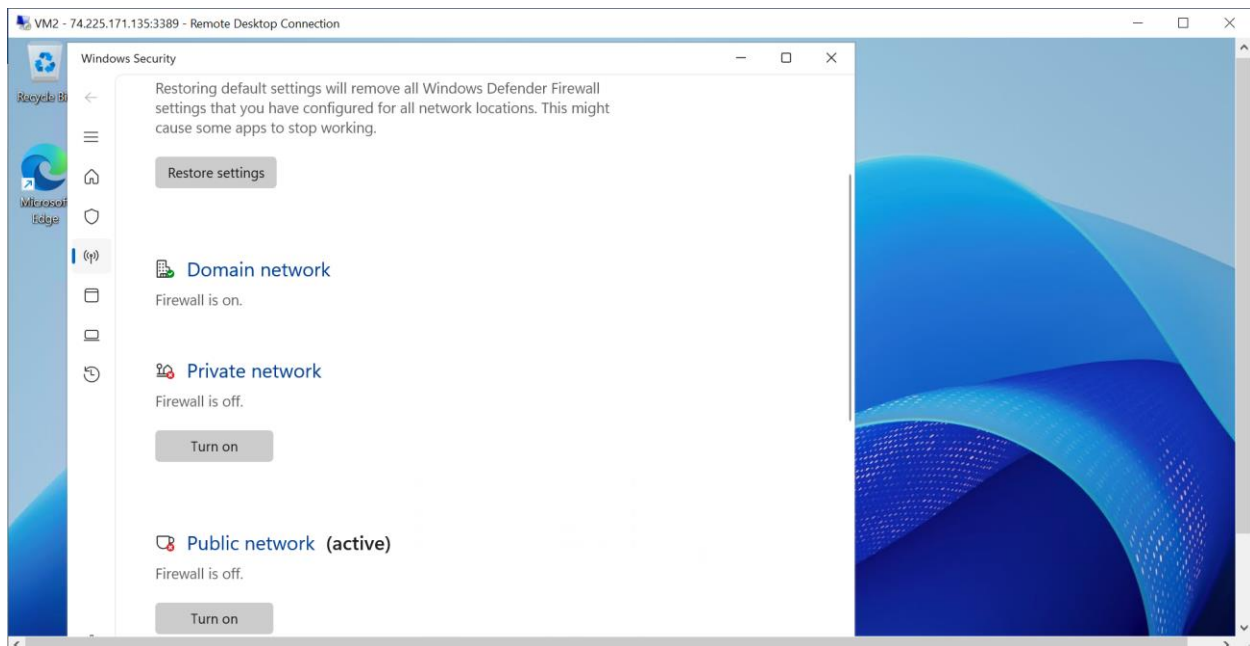 VM2 - 74.225.171.135:3389 - Remote Desktop Connection
Windows Security
Recycle Bi
Microsof
Edge
Restoring default settings will remove all Windows Defender Firewall
settings that you have configured for all network locations. This might
cause some apps to stop working.
Restore settings
Domain network
Firewall is on.
Private network
Firewall is off.
Turn on
Public network (active)
Firewall is off.
Turn on